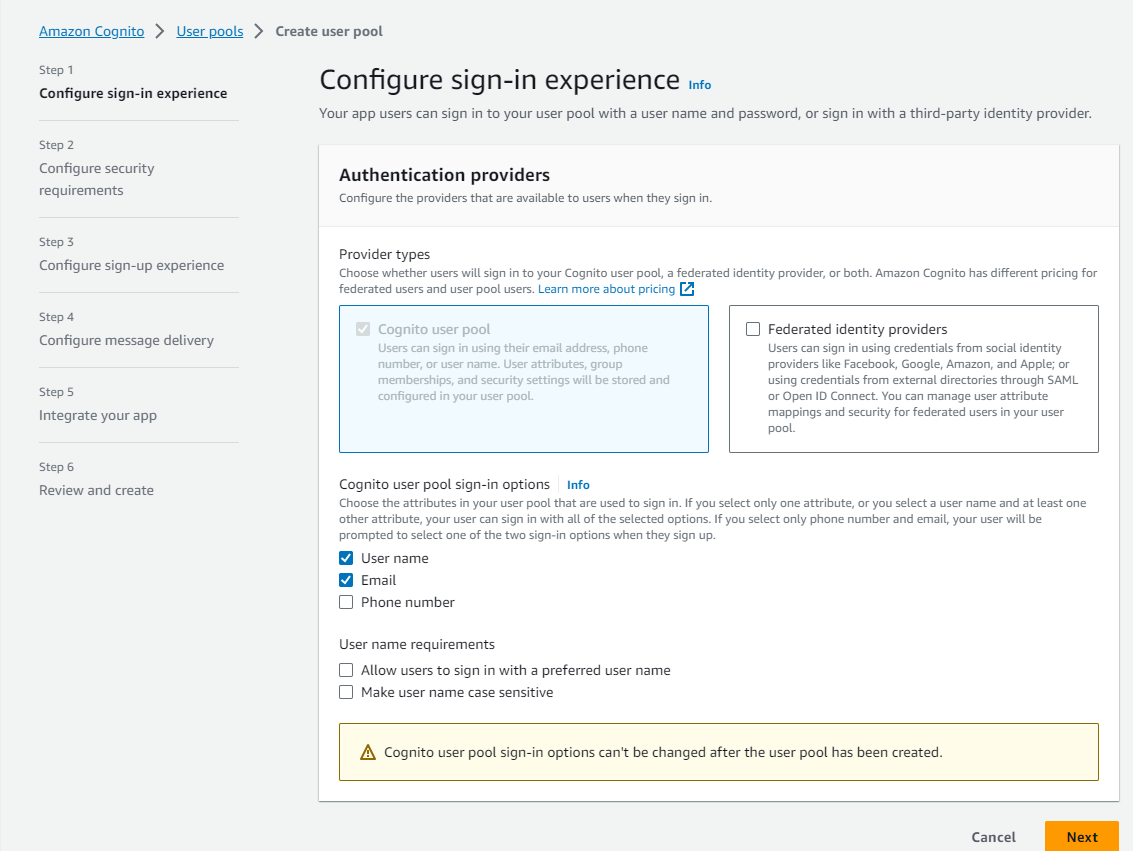 Amazon Cognito > User pools > Create user pool
Step 1
Configure sign-in experience
Step 2
Configure security
requirements
Step 3
Configure sign-up experience
Step 4
Configure message delivery
Step 5
Integrate your app
Step 6
Review and create
Configure sign-in experience Info
Your app users can sign in to your user pool with a user name and password, or sign in with a third-party identity provider.
Authentication providers
Configure the providers that are available to users when they sign in.
Provider types
Choose whether users will sign in to your Cognito user pool, a federated identity provider, or both. Amazon Cognito has different pricing for
federated users and user pool users. Learn more about pricing
Cognito user pool
Users can sign in using their email address, phone
number, or user name. User attributes, group
memberships, and security settings will be stored and
configured in your user pool.
Federated identity providers
Users can sign in using credentials from social identity
providers like Facebook, Google, Amazon, and Apple; or
using credentials from external directories through SAML
or Open ID Connect. You can manage user attribute
mappings and security for federated users in your user
pool.
Cognito user pool sign-in options Info
Choose the attributes in your user pool that are used to sign in. If you select only one attribute, or you select a user name and at least one
other attribute, your user can sign in with all of the selected options. If you select only phone number and email, your user will be
prompted to select one of the two sign-in options when they sign up.
User name
Email
Phone number
User name requirements
Allow users to sign in with a preferred user name
Make user name case sensitive
Cognito user pool sign-in options can't be changed after the user pool has been created.
Cancel Next